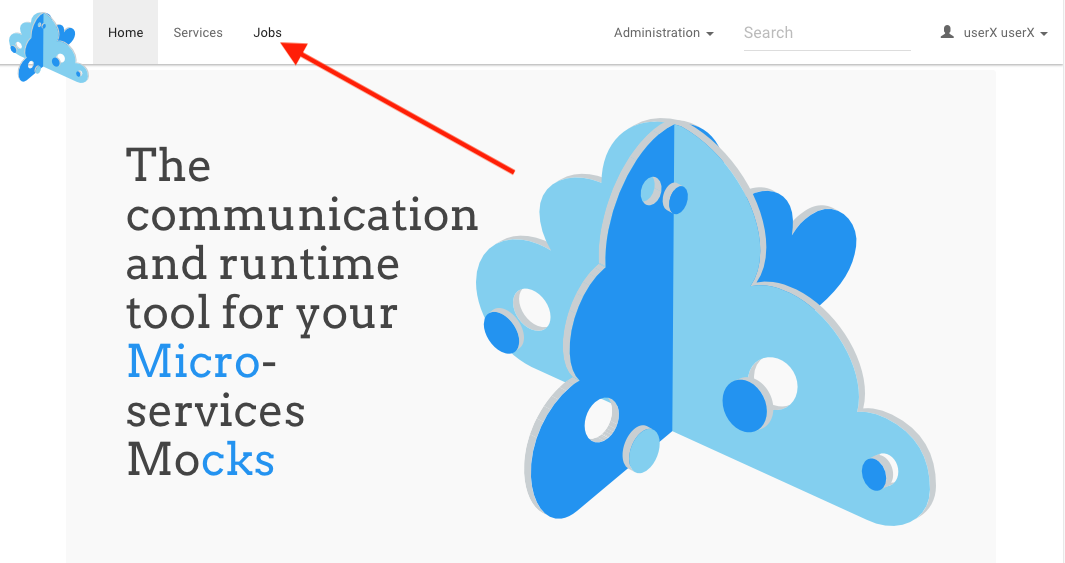 Home Services Jobs Administration Search userX userX
The
communication
and runtime
tool for your
Micro-
services
Mocks